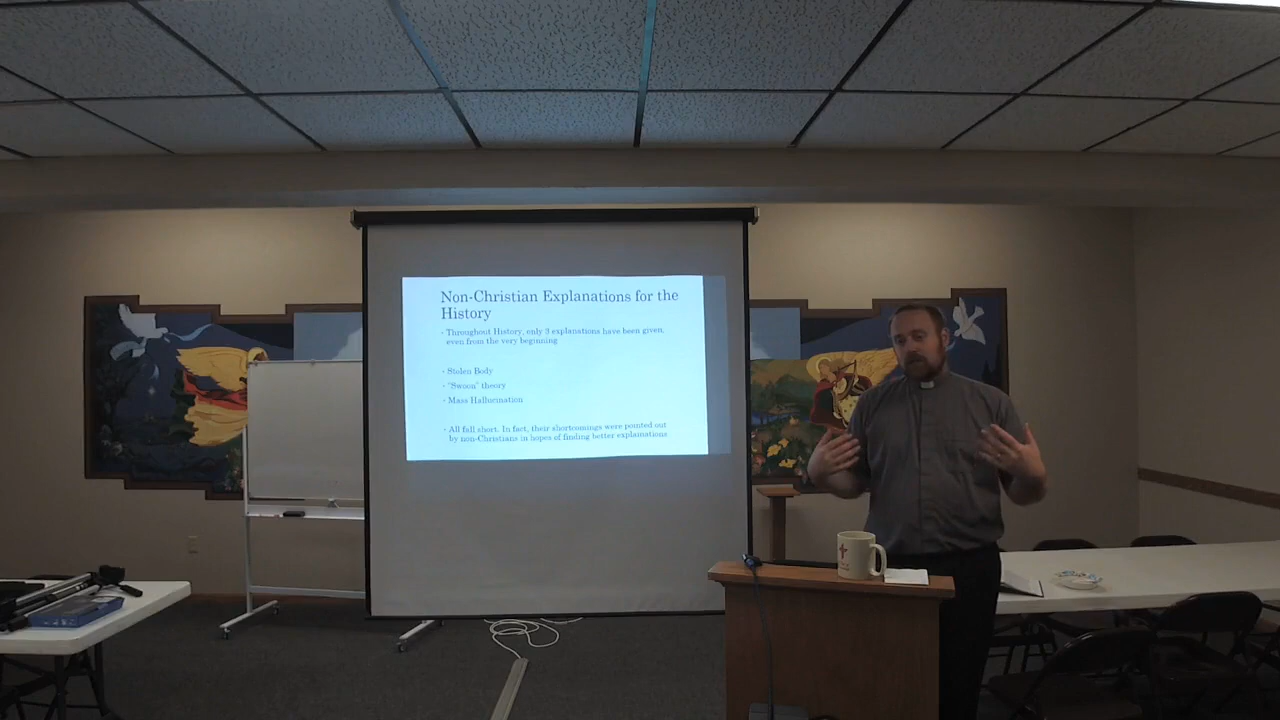 Non-Christian Explanations for the
History
· Throughout History, only 3 explanations have been given,
even from the very beginning
· Stolen Body
· "Swoon" theory
· Mass Hallucination
· All fall short. In fact, their shortcomings were pointed out
by non-Christians in hopes of finding better explanations